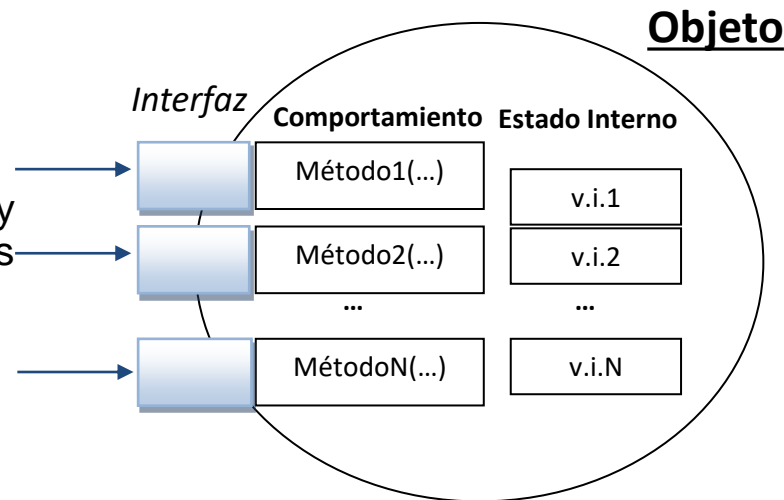 Objeto
Interfaz
Comportamiento Estado Interno
Método1(...)
v.i.1
y
Método2(...)
v.i.2
s
... ...
MétodoN(...)
v.i.N